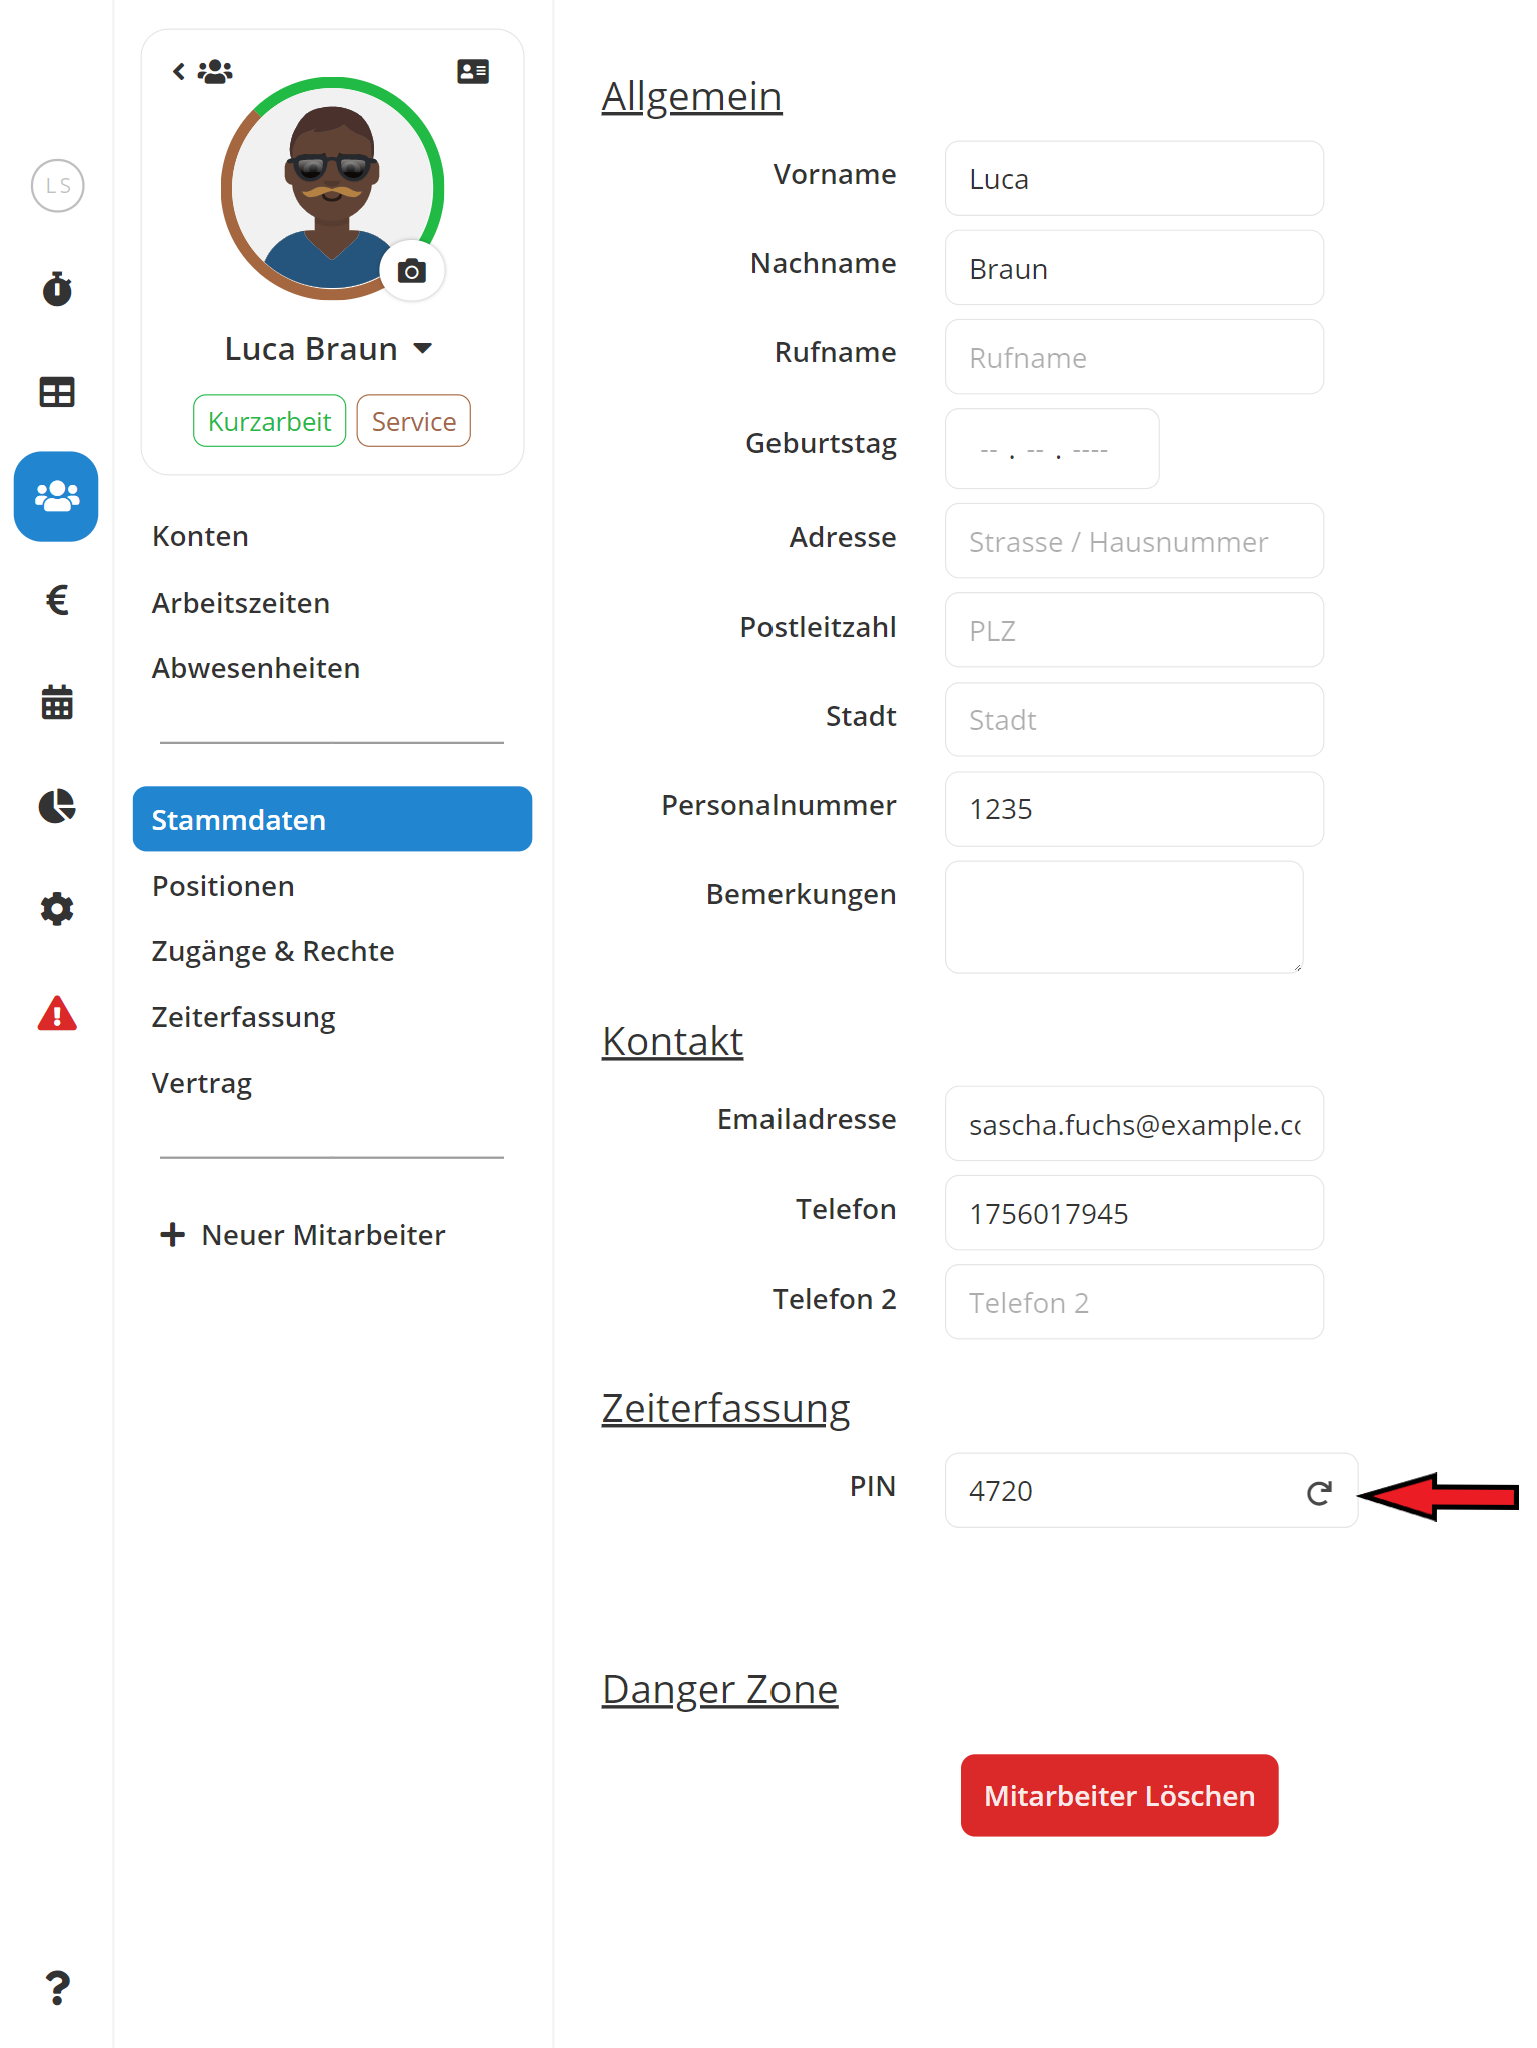 LS
Luca Braun
Kurzarbeit Service
Konten
Arbeitszeiten
Abwesenheiten
Stammdaten
Positionen
Zugänge & Rechte
Zeiterfassung
Vertrag
Neuer Mitarbeiter
?
Allgemein
Vorname Luca
Nachname Braun
Rufname Rufname
Geburtstag -- . -- . ----
Adresse Strasse / Hausnummer
Postleitzahl PLZ
Stadt Stadt
Personalnummer 1235
Bemerkungen
Kontakt
Emailadresse sascha.fuchs@example.co
Telefon 1756017945
Telefon 2 Telefon 2
Zeiterfassung
PIN 4720
Danger Zone
Mitarbeiter Löschen